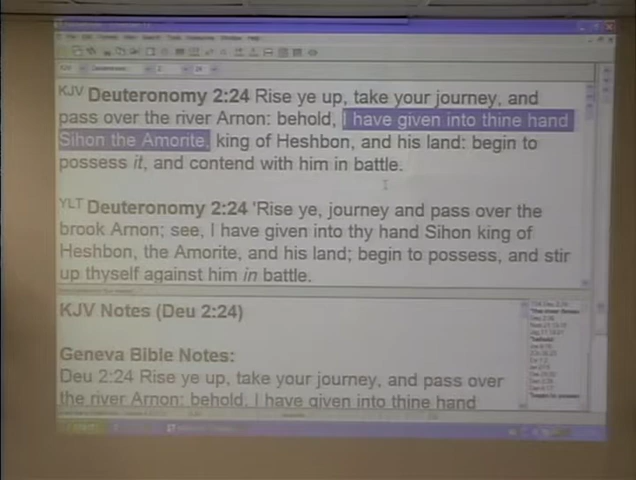 KJV Deuteronomy 2:24 Rise ye up, take your journey, and
pass over the river Arnon: behold, I have given into thine hand
Sihon the Amorite, king of Heshbon, and his land: begin to
possess it, and contend with him in battle.
YLT Deuteronomy 2:24 'Rise ye, journey and pass over the
brook Arnon; see, I have given into thy hand Sihon king of
Heshbon, the Amorite, and his land; begin to possess, and stir
up thyself against him in battle.
KJV Notes (Deu 2:24)
Geneva Bible Notes:
Deu 2:24 Rise ye up, take your journey, and pass over
the river Arnon: behold, I have given into thine hand